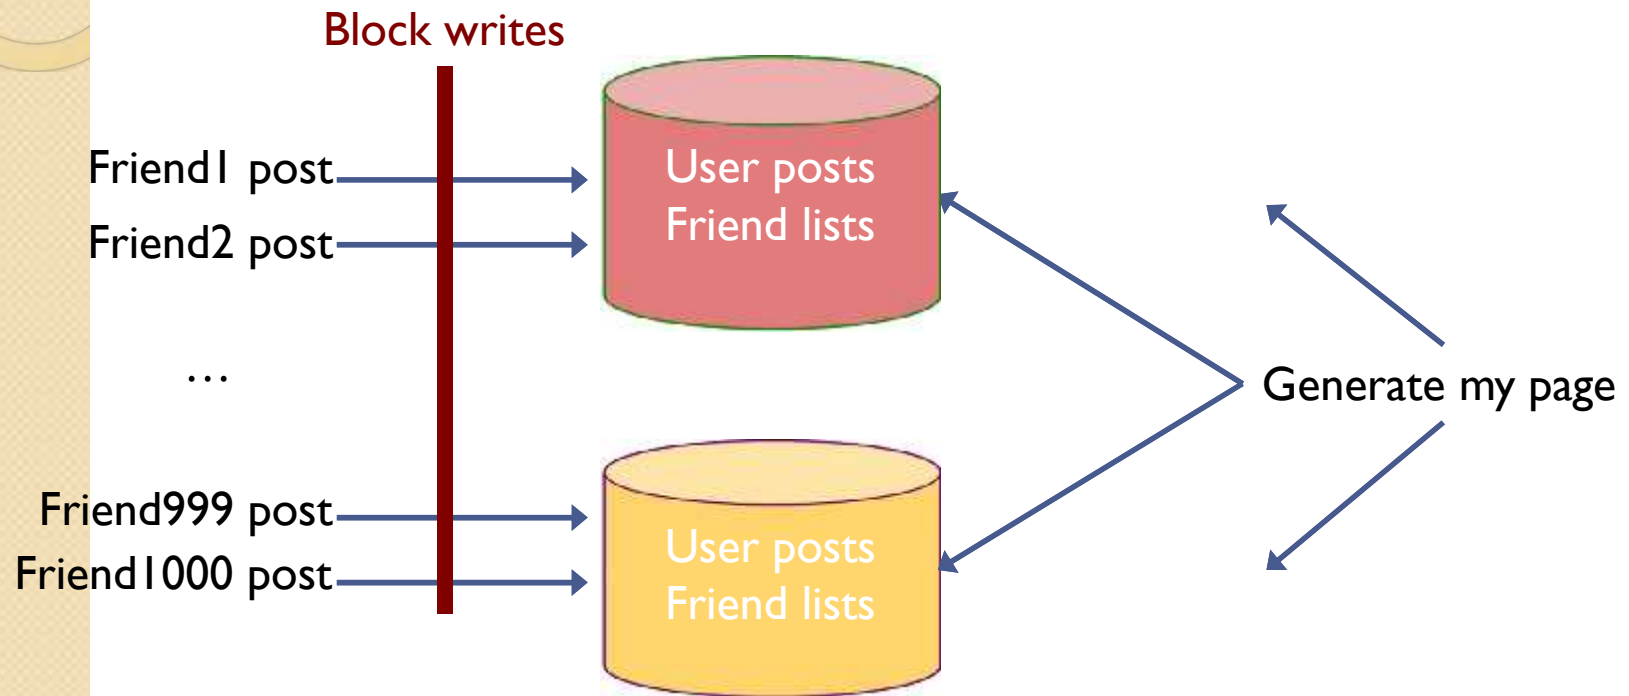 Block writes
Friend1 post
Friend2 post
User posts
Friend lists
…
Generate my page
Friend999 post
Friend1000 post
User posts
Friend lists